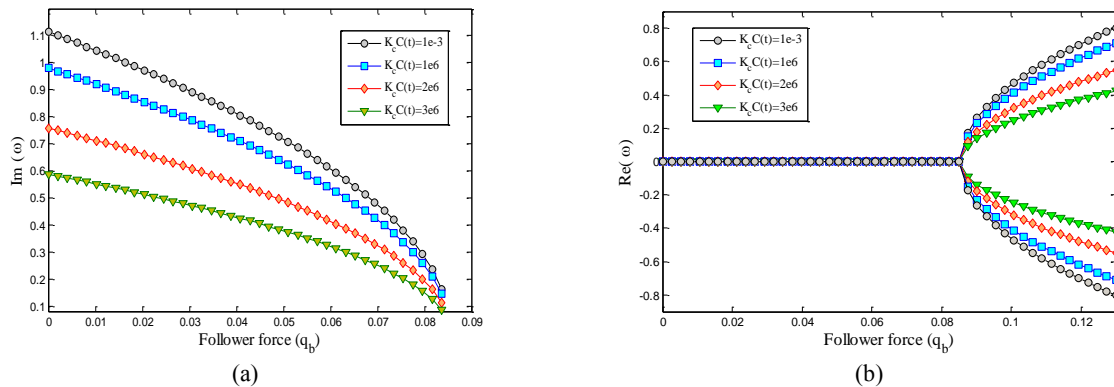 1.1
1
0.9
0.8
0.7
0.6
0.5
0.4
0.3
0.2
0.1
Im (ω)
0
0.01
0.02
0.03
0.04
0.05
0.06
0.07
0.08
0.09
Follower force (q_b)
K_cC(t)=1e-3
K_cC(t)=1e6
K_cC(t)=2e6
K_cC(t)=3e6
(a)
0.8
0.6
0.4
0.2
0
-0.2
-0.4
-0.6
-0.8
Re( ω)
0
0.02
0.04
0.06
0.08
0.1
0.12
Follower force (q_b)
K_cC(t)=1e-3
K_cC(t)=1e6
K_cC(t)=2e6
K_cC(t)=3e6
(b)